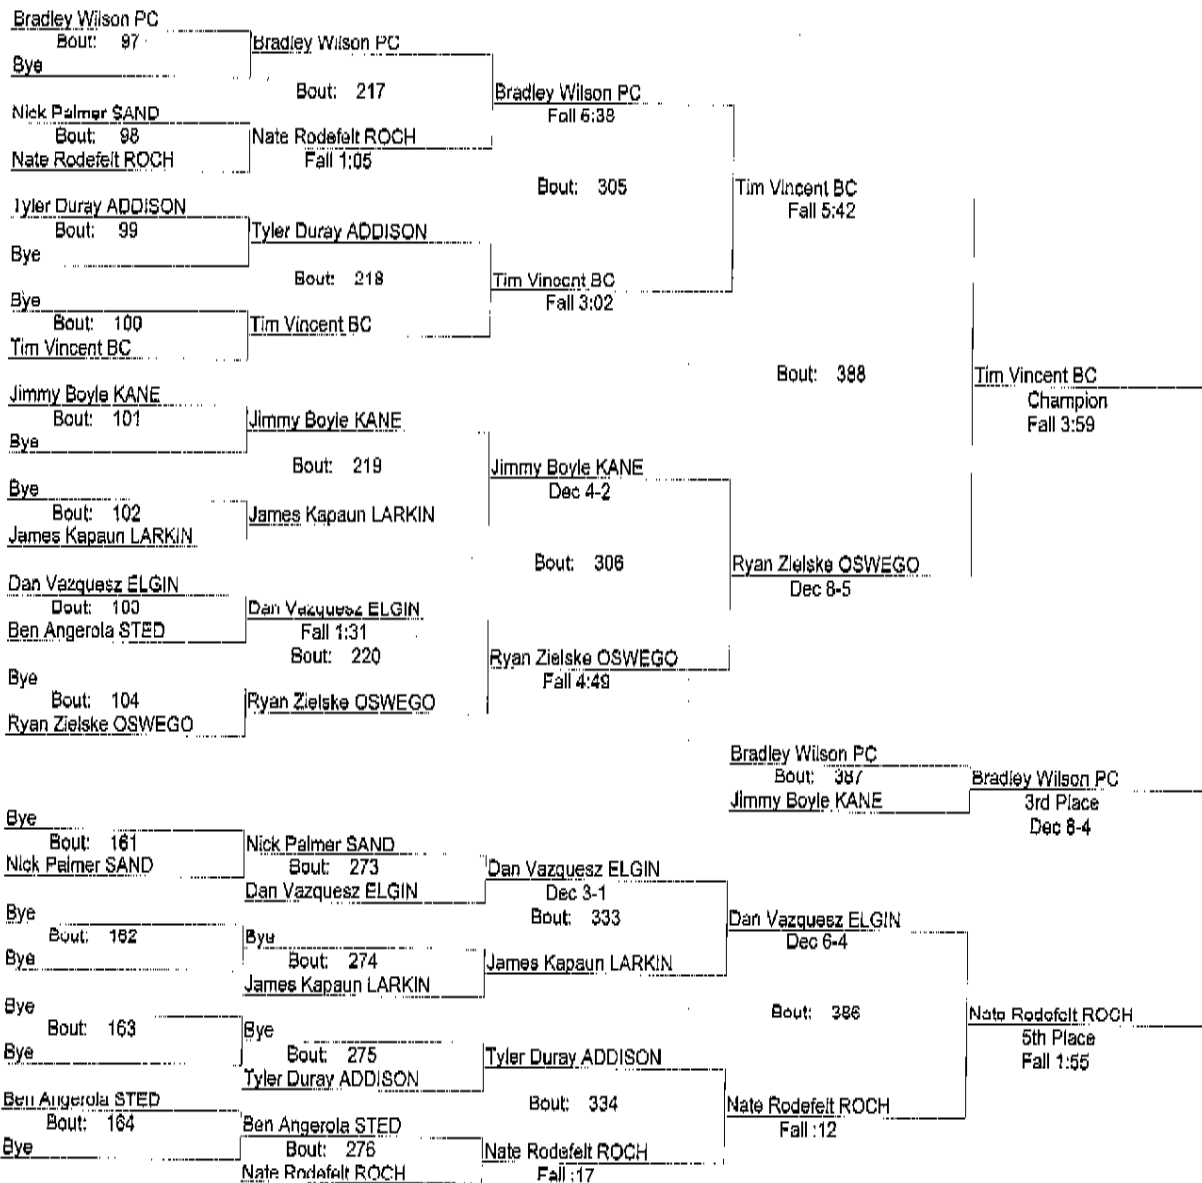 Bradley Wilson PC
Bout: 97
Bye
Bradley Wilson PC
Bout: 217
Nick Palmer SAND
Bout: 98
Nate Rodefelt ROCH
Nate Rodefelt ROCH
Fall 1:05
Bradley Wilson PC
Fall 5:38
Bout: 305
Tyler Duray ADDISON
Bout: 99
Bye
Tyler Duray ADDISON
Bout: 218
Bye
Bout: 100
Tim Vincent BC
Tim Vincent BC
Tim Vincent BC
Fall 3:02
Tim Vincent BC
Fall 5:42
Bout: 388
Tim Vincent BC
Champion
Fall 3:59
Jimmy Boyle KANE
Bout: 101
Bye
Jimmy Boyle KANE
Bout: 219
Bye
Bout: 102
James Kapaun LARKIN
James Kapaun LARKIN
Jimmy Boyle KANE
Dec 4-2
Bout: 306
Dan Vazquesz ELGIN
Bout: 103
Ben Angerola STED
Dan Vazquesz ELGIN
Fall 1:31
Bout: 220
Bye
Bout: 104
Ryan Zielske OSWEGO
Ryan Zielske OSWEGO
Ryan Zielske OSWEGO
Fall 4:49
Ryan Zielske OSWEGO
Dec 8-5
Bradley Wilson PC
Bout: 387
Jimmy Boyle KANE
Bradley Wilson PC
3rd Place
Dec 8-4
Bye
Bout: 161
Nick Palmer SAND
Nick Palmer SAND
Bout: 273
Dan Vazquesz ELGIN
Dan Vazquesz ELGIN
Dec 3-1
Bout: 333
Bye
Bout: 162
Bye
Bye
Bout: 274
James Kapaun LARKIN
James Kapaun LARKIN
Dan Vazquesz ELGIN
Dec 6-4
Bout: 386
Bye
Bout: 163
Bye
Bye
Bout: 275
Tyler Duray ADDISON
Tyler Duray ADDISON
Bout: 334
Ben Angerola STED
Bout: 164
Bye
Ben Angerola STED
Bout: 276
Nate Rodefelt ROCH
Nate Rodefelt ROCH
Fall :17
Nate Rodefelt ROCH
Fall :12
Nate Rodefelt ROCH
5th Place
Fall 1:55